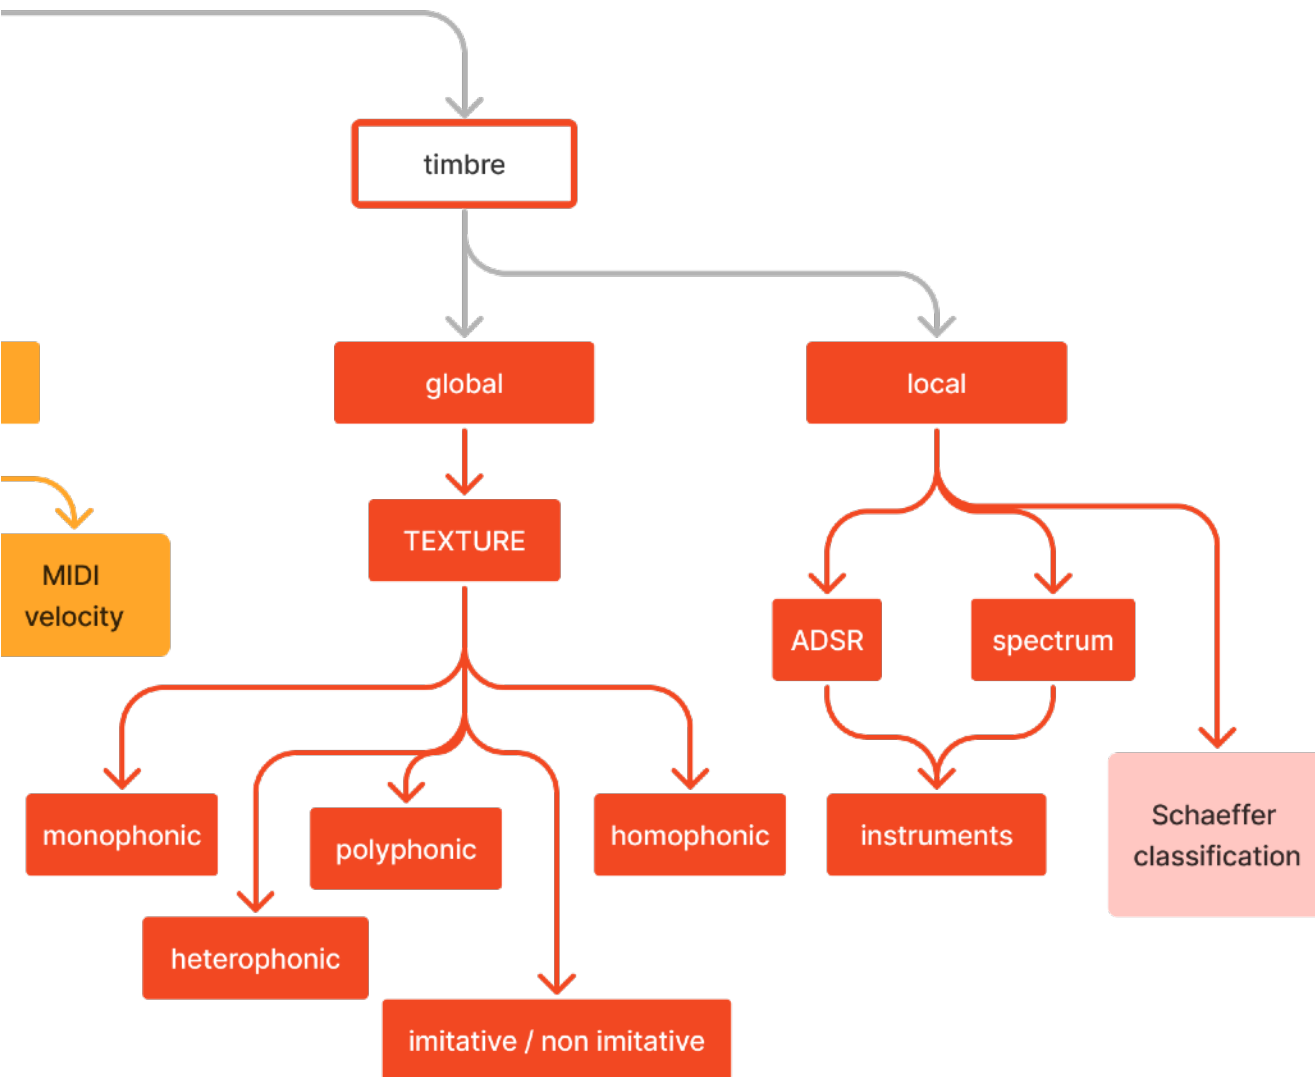 timbre
global
local
TEXTURE
MIDI
velocity
ADSR
spectrum
monophonic
polyphonic
homophonic
instruments
Schaeffer
classification
heterophonic
imitative / non imitative